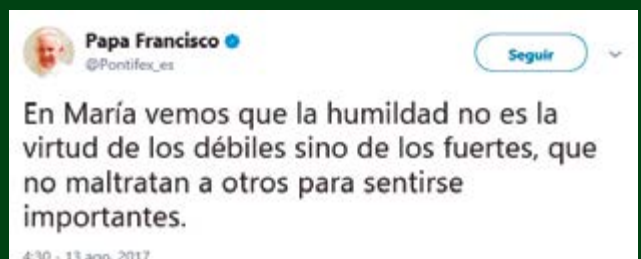 Papa Francisco
@Pontifex_es
Seguir
En María vemos que la humildad no es la
virtud de los débiles sino de los fuertes, que
no maltratan a otros para sentirse
importantes.
4:30 - 13 ago. 2017